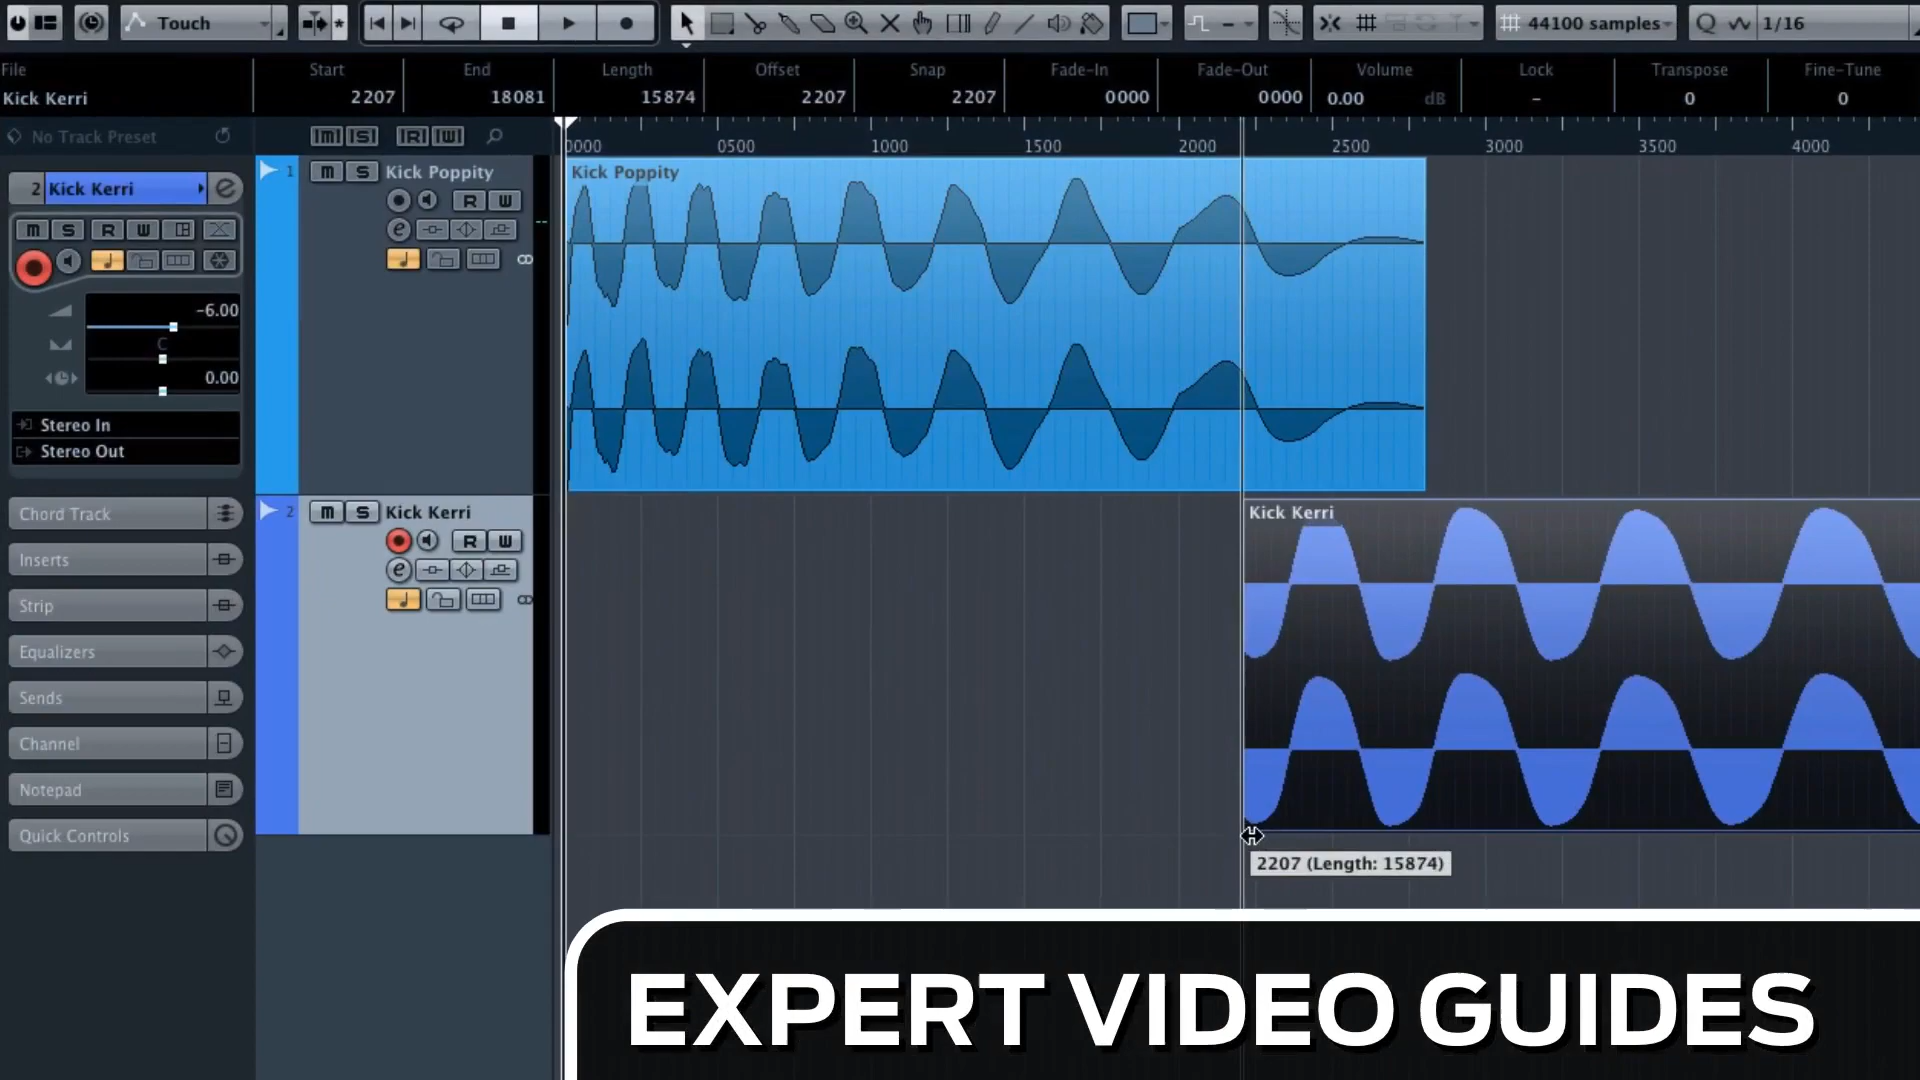 Touch
44100 samples
Q
1/16
File
Start
End
Length
Offset
Snap
Fade-In
Fade-Out
Volume
Lock
Transpose
Fine-Tune
Kick Kerri
2207
18081
15874
2207
2207
0000
0000
0.00
dB
-
0
0
No Track Preset
M S R W
0000
0500
1000
1500
2000
2500
3000
3500
4000
2 Kick Kerri e
M S R W
-6.00
C
0.00
Stereo In
Stereo Out
Chord Track
Inserts
Strip
Equalizers
Sends
Channel
Notepad
Quick Controls
1
M S Kick Poppity
R W
e
2
M S Kick Kerri
R W
e
Kick Poppity
Kick Kerri
2207 (Length: 15874)
EXPERT VIDEO GUIDES